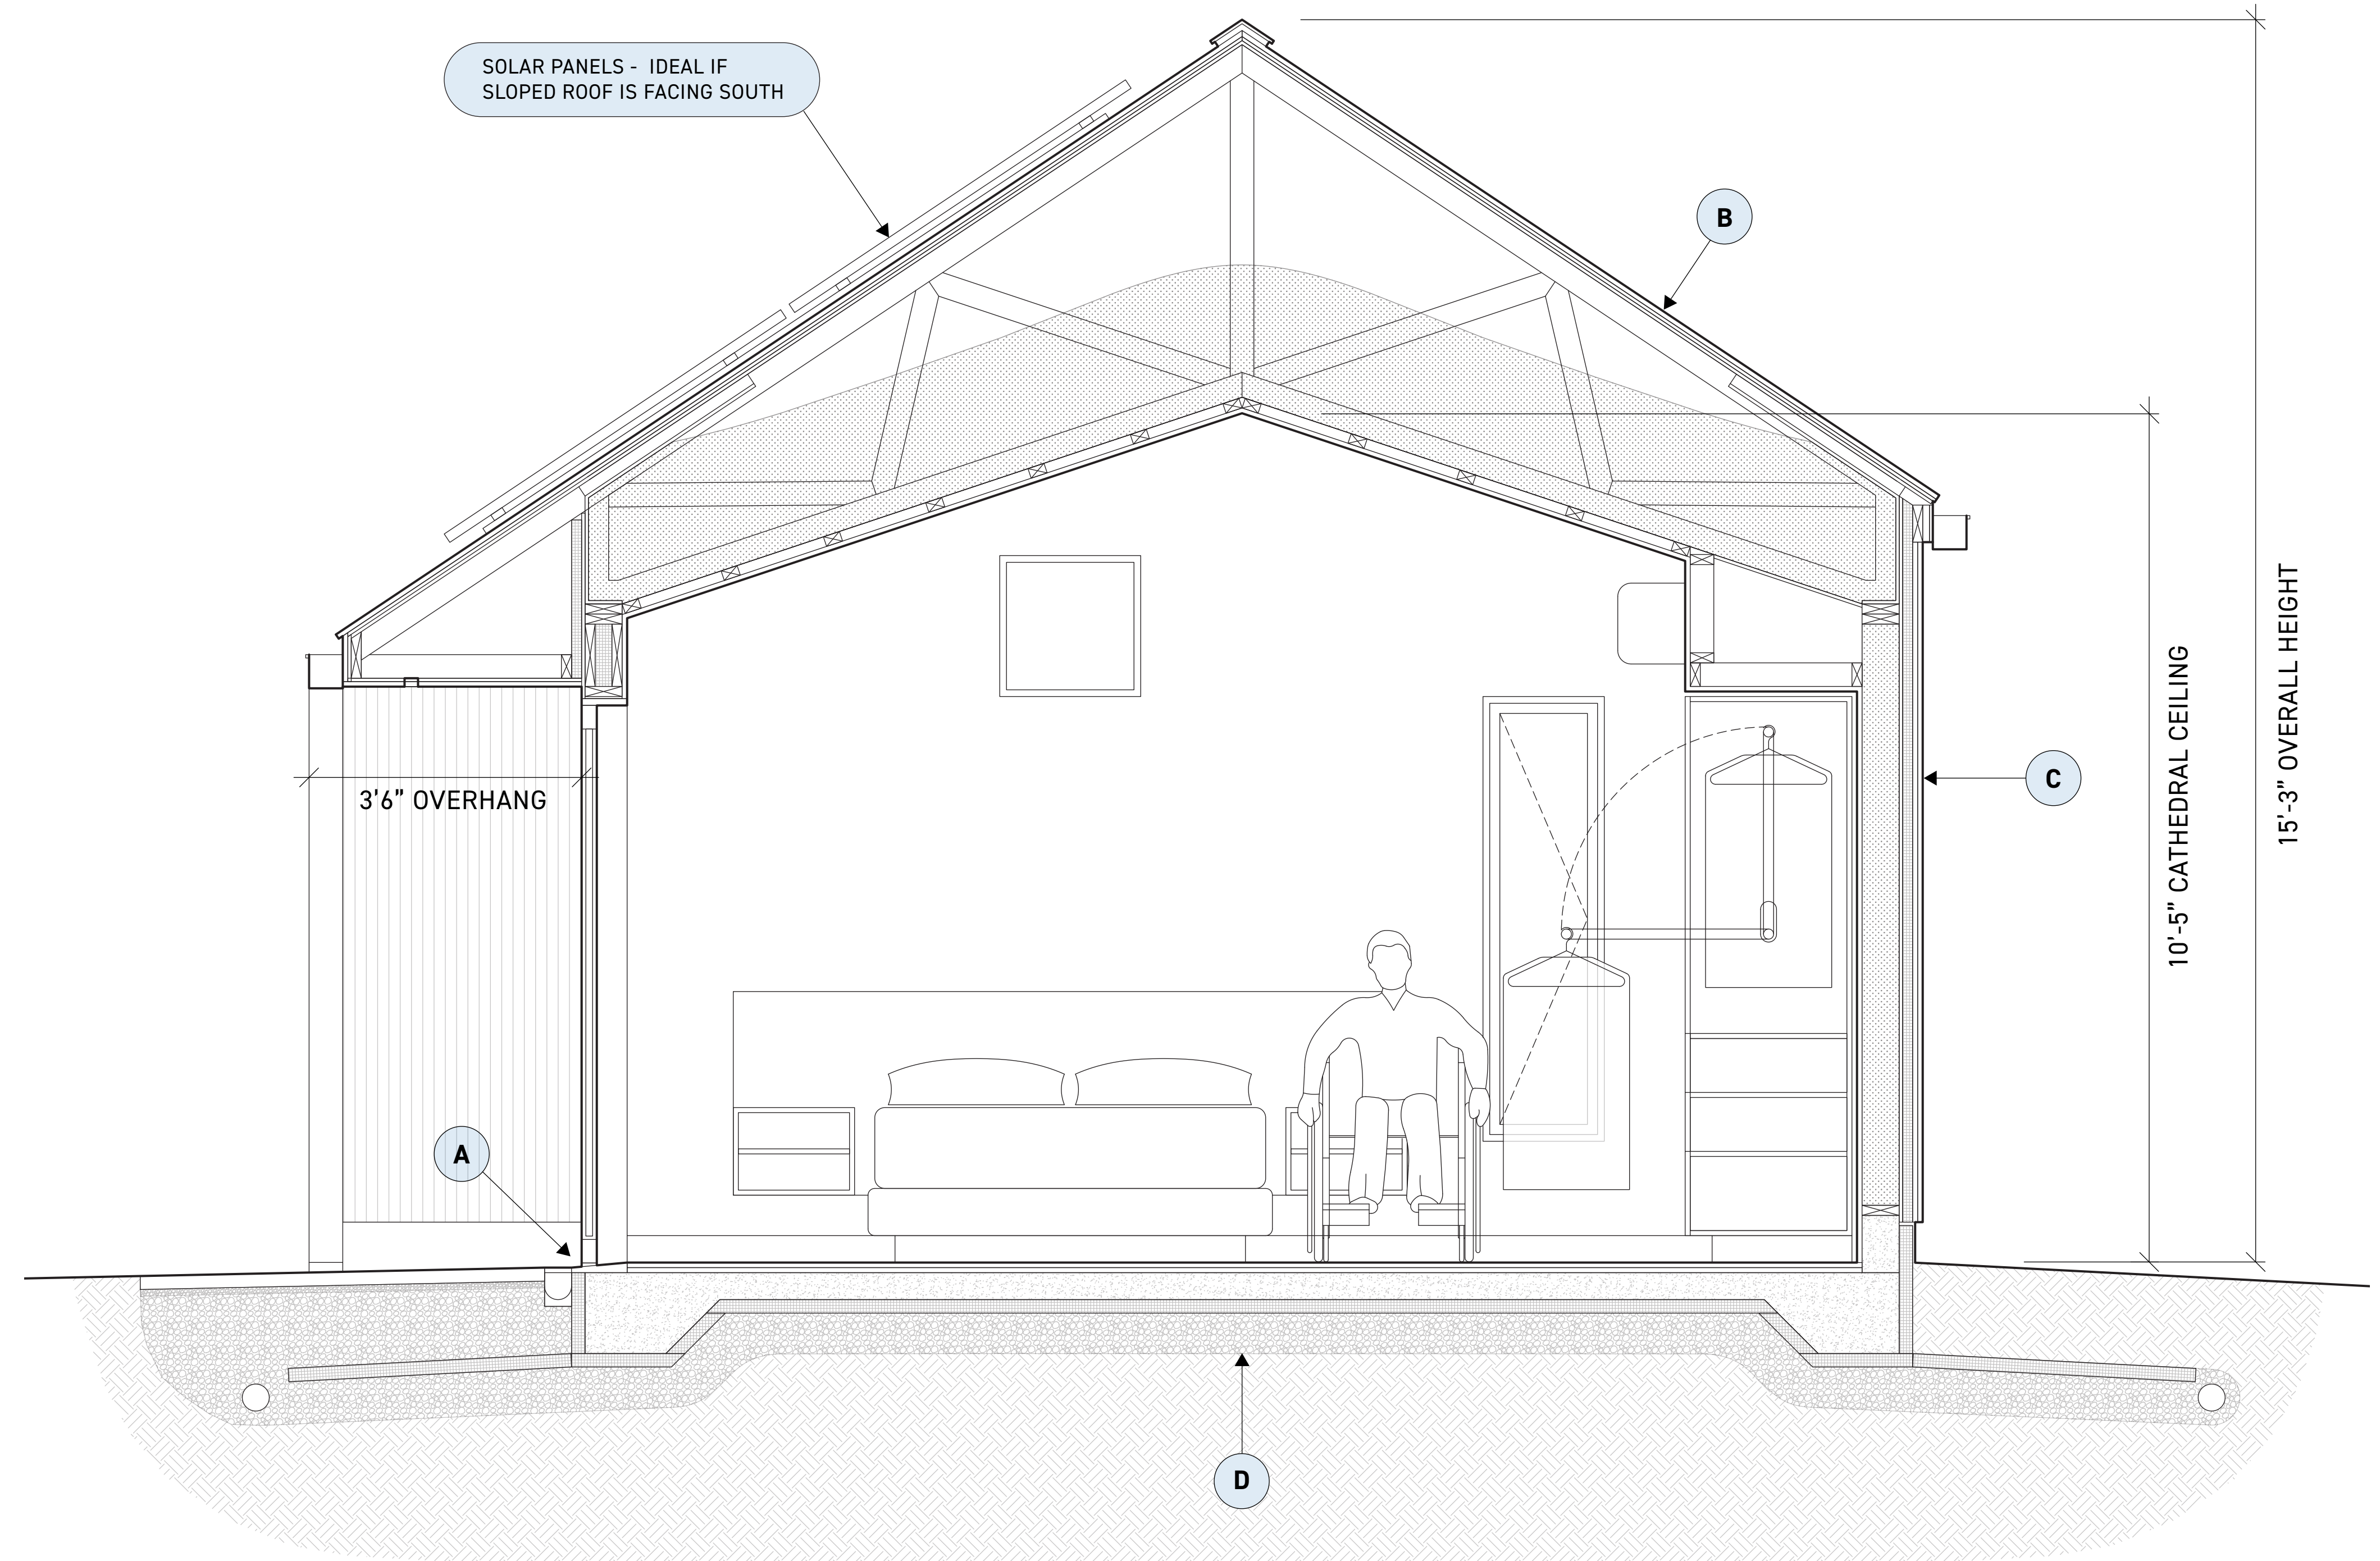 SOLAR PANELS -  IDEAL IF
SLOPED ROOF IS FACING SOUTH
B
3'6” OVERHANG
C
10'-5” CATHEDRAL CEILING
15'-3” OVERALL HEIGHT
A
D